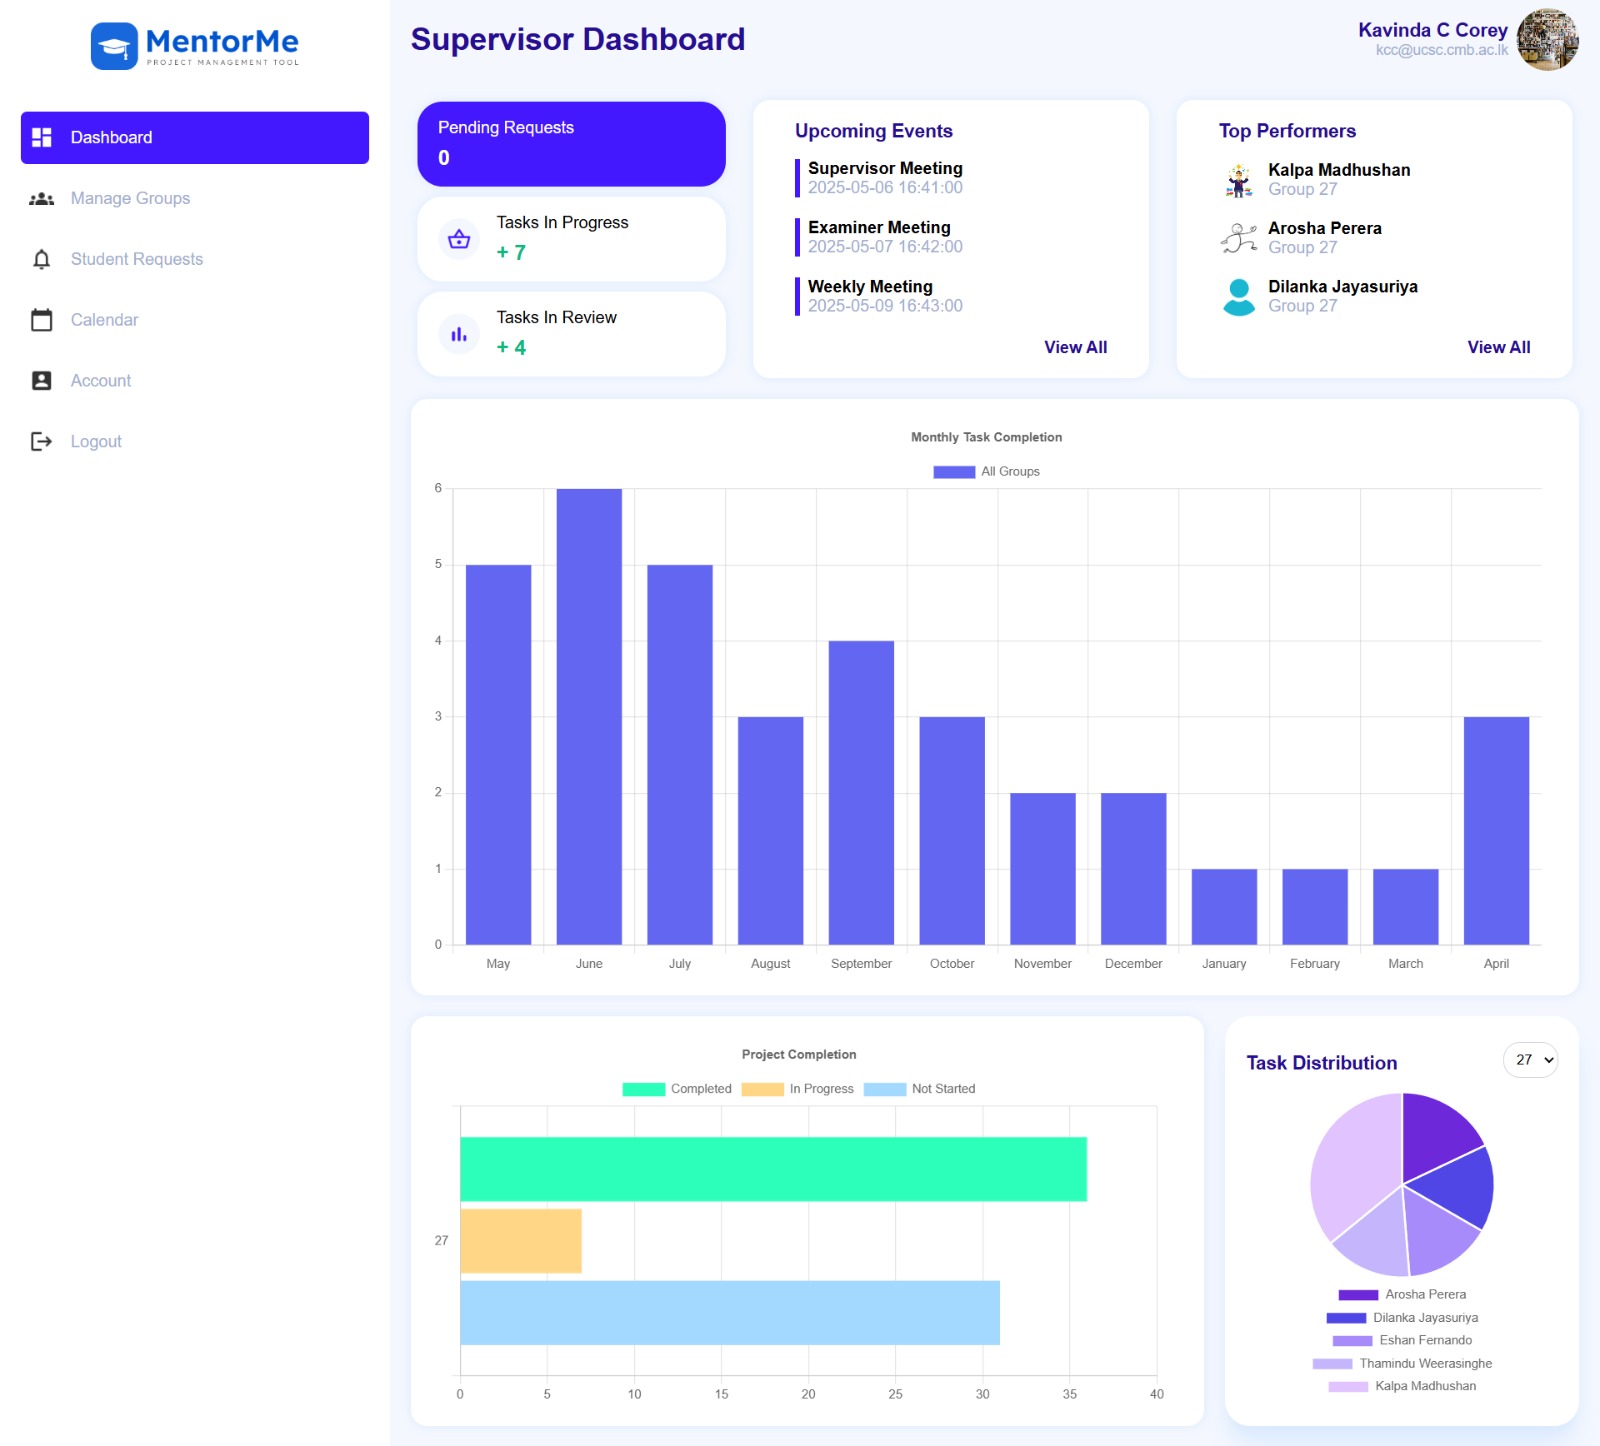 MentorMe
PROJECT MANAGEMENT TOOL
Dashboard
Manage Groups
Student Requests
Calendar
Account
Logout
Supervisor Dashboard
Kavinda C Corey
kcc@ucsc.cmb.ac.lk
Pending Requests
0
Tasks In Progress
+ 7
Tasks In Review
+ 4
Upcoming Events
Supervisor Meeting
2025-05-06 16:41:00
Examiner Meeting
2025-05-07 16:42:00
Weekly Meeting
2025-05-09 16:43:00
View All
Top Performers
Kalpa Madhushan
Group 27
Arosha Perera
Group 27
Dilanka Jayasuriya
Group 27
View All
Monthly Task Completion
All Groups
6
5
4
3
2
1
0
May June July August September October November December January February March April
Project Completion
Completed In Progress Not Started
27
0 5 10 15 20 25 30 35 40
Task Distribution
27
Arosha Perera
Dilanka Jayasuriya
Eshan Fernando
Thamindu Weerasinghe
Kalpa Madhushan